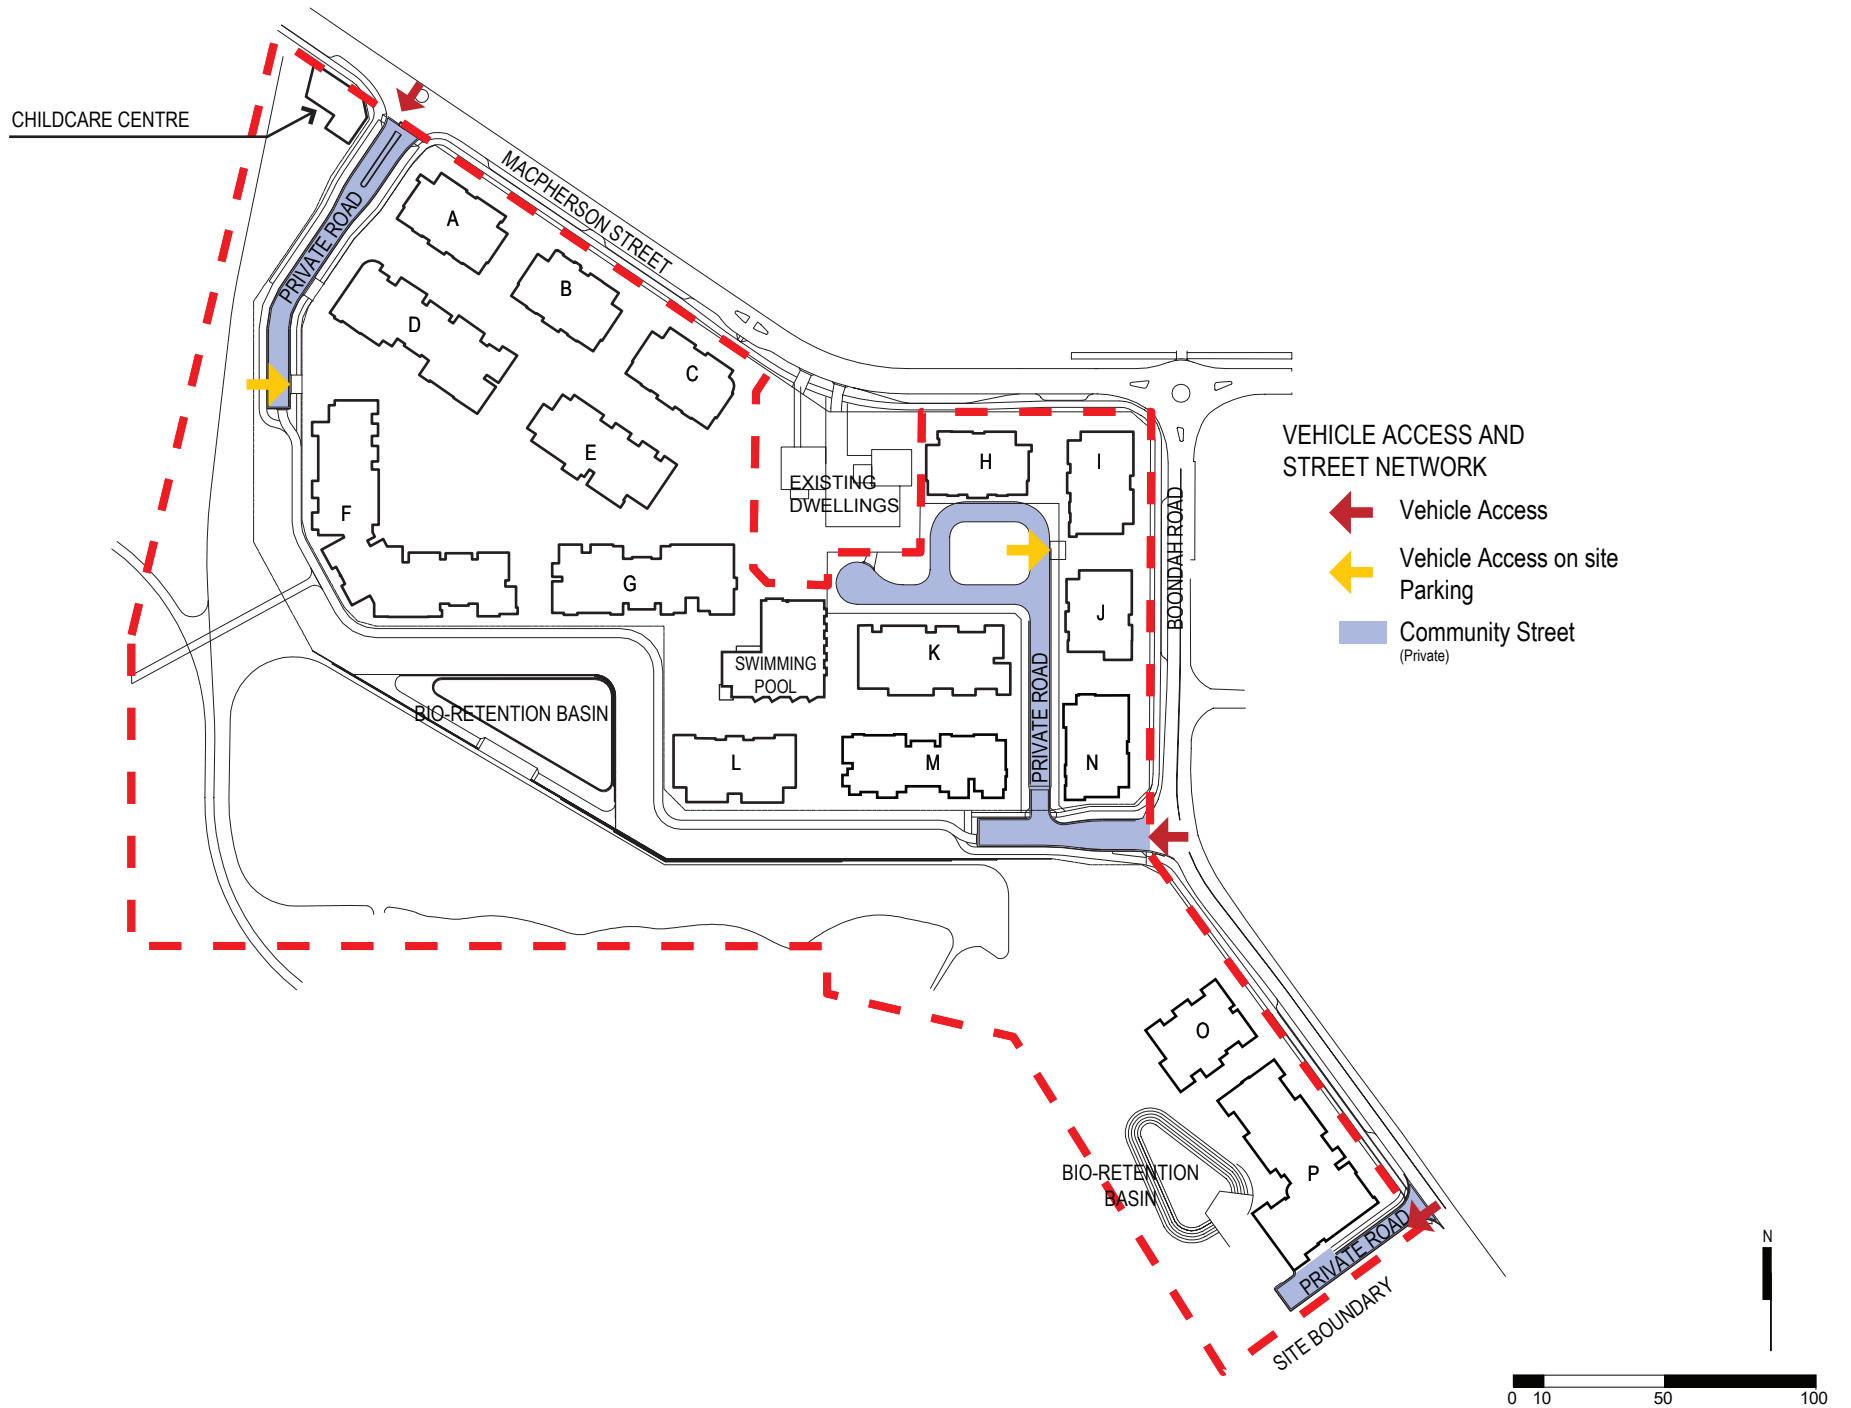 CHILDCARE CENTRE
MACPHERSON STREET
PRIVATE ROAD
A
B
C
D
E
F
G
EXISTING
DWELLINGS
H
I
J
K
L
M
N
SWIMMING
POOL
BIO-RETENTION BASIN
PRIVATE ROAD
BOONDAH ROAD
VEHICLE ACCESS AND
STREET NETWORK
Vehicle Access
Vehicle Access on site
Parking
Community Street
(Private)
O
P
BIO-RETENTION
BASIN
PRIVATE ROAD
SITE BOUNDARY
N
0 10 50 100